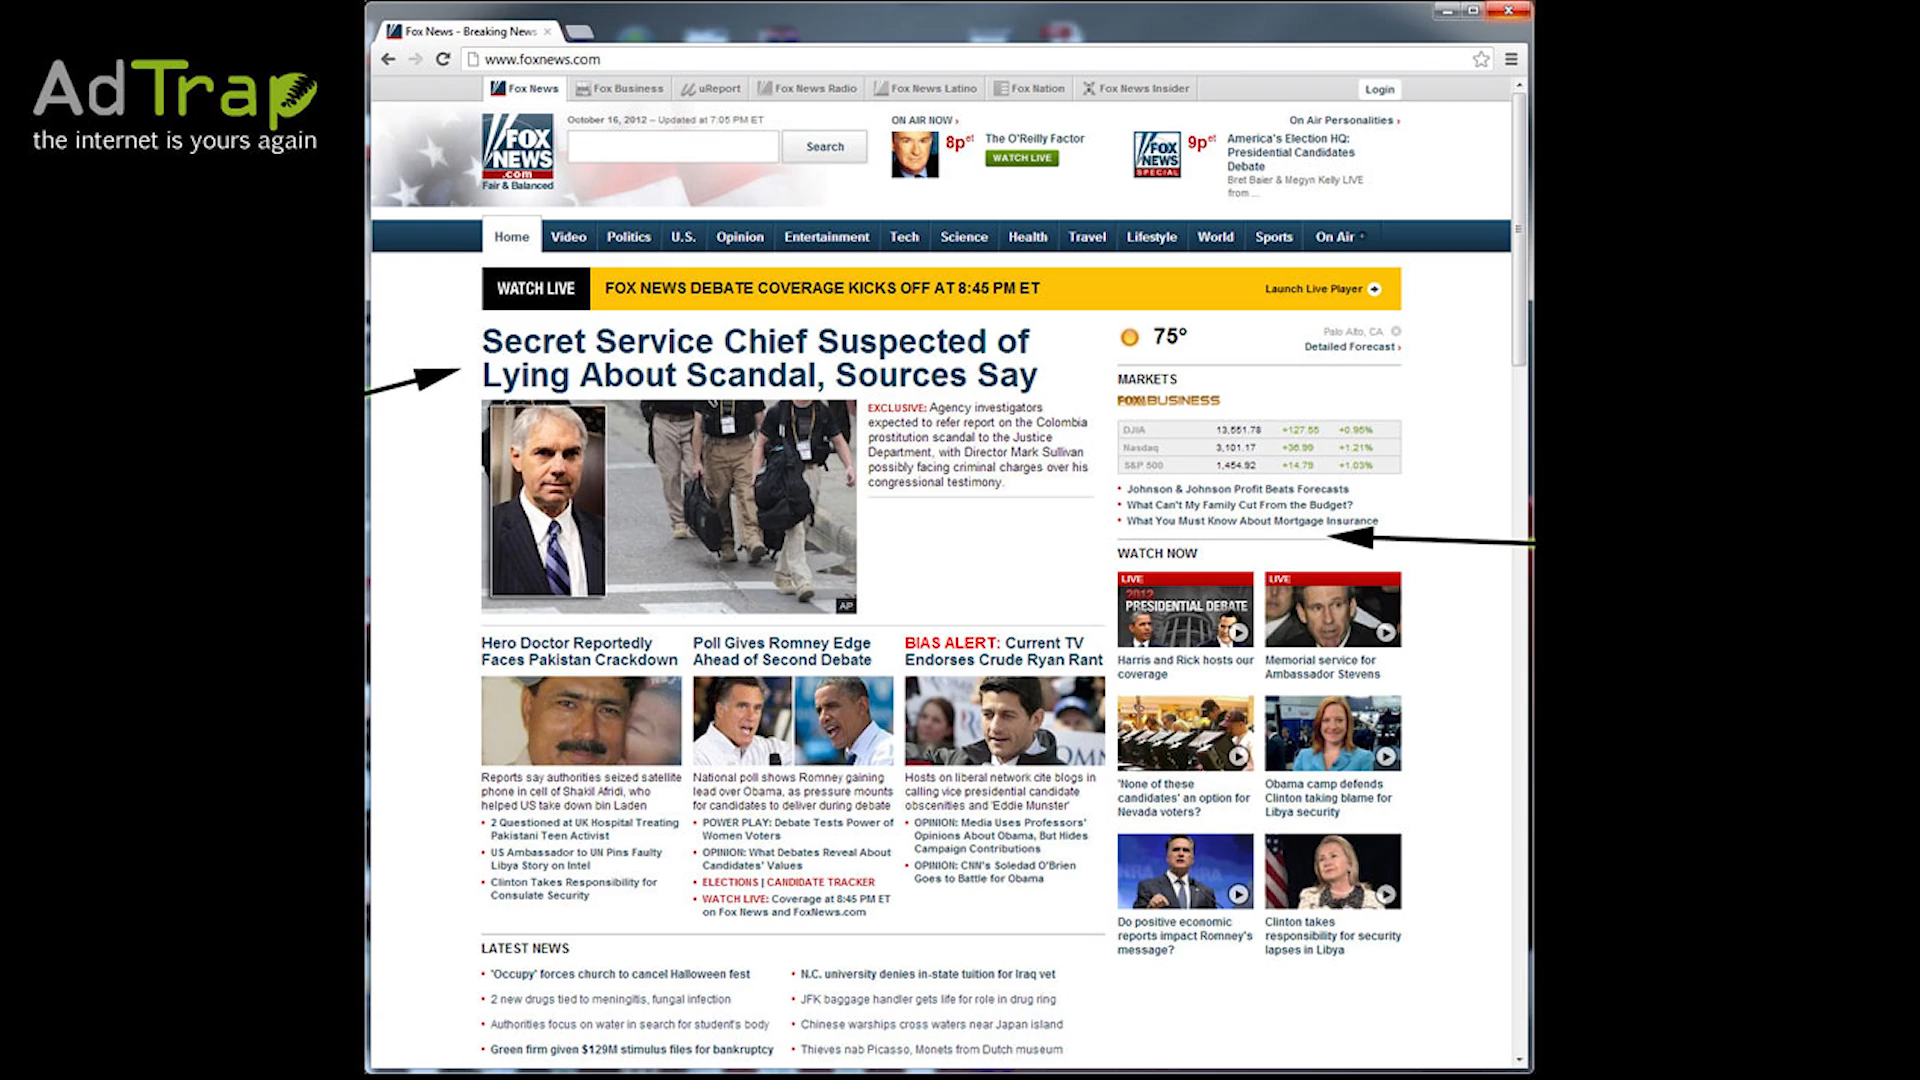 AdTrap
the internet is yours again
Fox News - Breaking News
www.foxnews.com
Fox News
Fox Business
uReport
Fox News Radio
Fox News Latino
Fox Nation
Fox News Insider
Login
FOX
NEWS
.com
Fair & Balanced
October 16, 2012 – Updated at 7:05 PM ET
Search
ON AIR NOW ›
8p et
The O'Reilly Factor
WATCH LIVE
On Air Personalities ›
FOX
NEWS
SPECIAL
9p et
America's Election HQ:
Presidential Candidates
Debate
Bret Baier & Megyn Kelly LIVE
from ...
Home Video Politics U.S. Opinion Entertainment Tech Science Health Travel Lifestyle World Sports On Air
WATCH LIVE
FOX NEWS DEBATE COVERAGE KICKS OFF AT 8:45 PM ET
Launch Live Player
Secret Service Chief Suspected of
Lying About Scandal, Sources Say
AP
EXCLUSIVE: Agency investigators
expected to refer report on the Colombia
prostitution scandal to the Justice
Department, with Director Mark Sullivan
possibly facing criminal charges over his
congressional testimony.
75°
Palo Alto, CA
Detailed Forecast ›
MARKETS
FOX BUSINESS
DJIA 13,551.78 +127.55 +0.95%
Nasdaq 3,101.17 +36.99 +1.21%
S&P 500 1,454.92 +14.79 +1.03%
• Johnson & Johnson Profit Beats Forecasts
• What Can't My Family Cut From the Budget?
• What You Must Know About Mortgage Insurance
WATCH NOW
LIVE
2012
PRESIDENTIAL DEBATE
Harris and Rick hosts our
coverage
LIVE
Memorial service for
Ambassador Stevens
'None of these
candidates' an option for
Nevada voters?
Obama camp defends
Clinton taking blame for
Libya security
Do positive economic
reports impact Romney's
message?
Clinton takes
responsibility for security
lapses in Libya
Hero Doctor Reportedly
Faces Pakistan Crackdown
Reports say authorities seized satellite
phone in cell of Shakil Afridi, who
helped US take down bin Laden
• 2 Questioned at UK Hospital Treating
Pakistani Teen Activist
• US Ambassador to UN Pins Faulty
Libya Story on Intel
• Clinton Takes Responsibility for
Consulate Security
Poll Gives Romney Edge
Ahead of Second Debate
National poll shows Romney gaining
lead over Obama, as pressure mounts
for candidates to deliver during debate
• POWER PLAY: Debate Tests Power of
Women Voters
• OPINION: What Debates Reveal About
Candidates' Values
• ELECTIONS | CANDIDATE TRACKER
• WATCH LIVE: Coverage at 8:45 PM ET
on Fox News and FoxNews.com
BIAS ALERT: Current TV
Endorses Crude Ryan Rant
Hosts on liberal network cite blogs in
calling vice presidential candidate
obscenities and 'Eddie Munster'
• OPINION: Media Uses Professors'
Opinions About Obama, But Hides
Campaign Contributions
• OPINION: CNN's Soledad O'Brien
Goes to Battle for Obama
LATEST NEWS
• 'Occupy' forces church to cancel Halloween fest
• 2 new drugs tied to meningitis, fungal infection
• Authorities focus on water in search for student's body
• Green firm given $129M stimulus files for bankruptcy
• N.C. university denies in-state tuition for Iraq vet
• JFK baggage handler gets life for role in drug ring
• Chinese warships cross waters near Japan island
• Thieves nab Picasso, Monets from Dutch museum